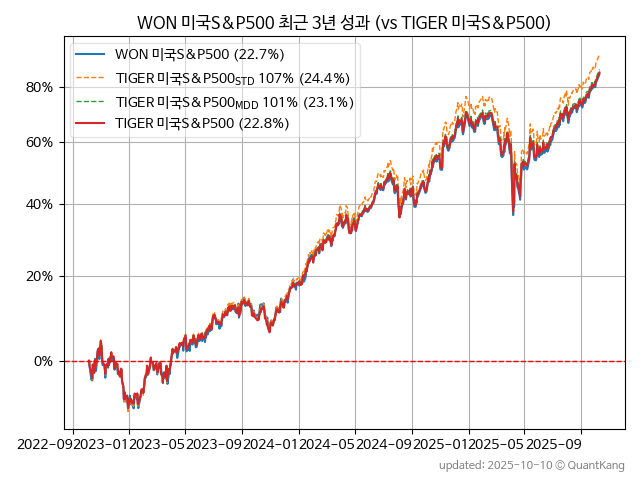 WON 미국S&P500 최근 3년 성과 (vs TIGER 미국S&P500)
WON 미국S&P500 (22.7%)
TIGER 미국S&P500STD 107% (24.4%)
TIGER 미국S&P500MDD 101% (23.1%)
TIGER 미국S&P500 (22.8%)
80%
60%
40%
20%
0%
2022-09 2023-01 2023-05 2023-09 2024-01 2024-05 2024-09 2025-01 2025-05 2025-09
updated: 2025-10-10 © QuantKang